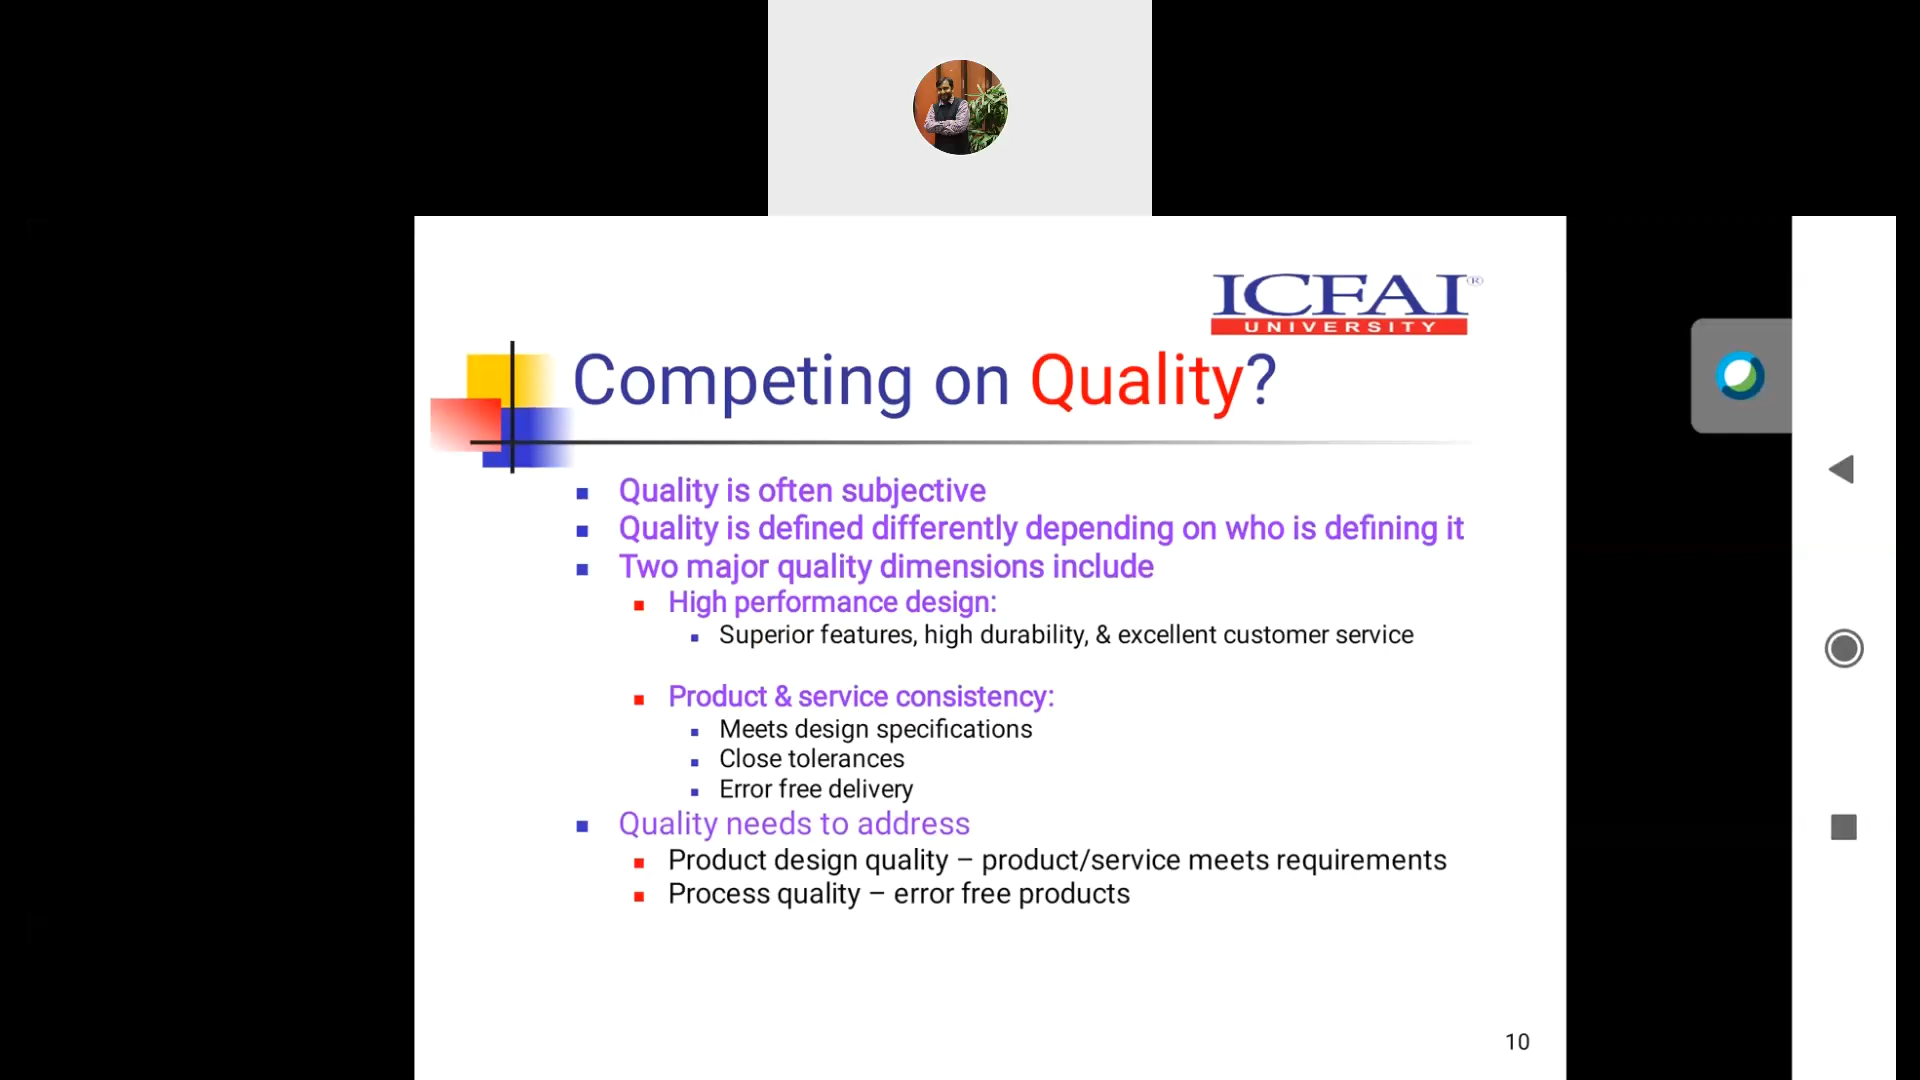 ICFAI®
UNIVERSITY
Competing on Quality?
Quality is often subjective
Quality is defined differently depending on who is defining it
Two major quality dimensions include
High performance design:
Superior features, high durability, & excellent customer service
Product & service consistency:
Meets design specifications
Close tolerances
Error free delivery
Quality needs to address
Product design quality – product/service meets requirements
Process quality – error free products
10